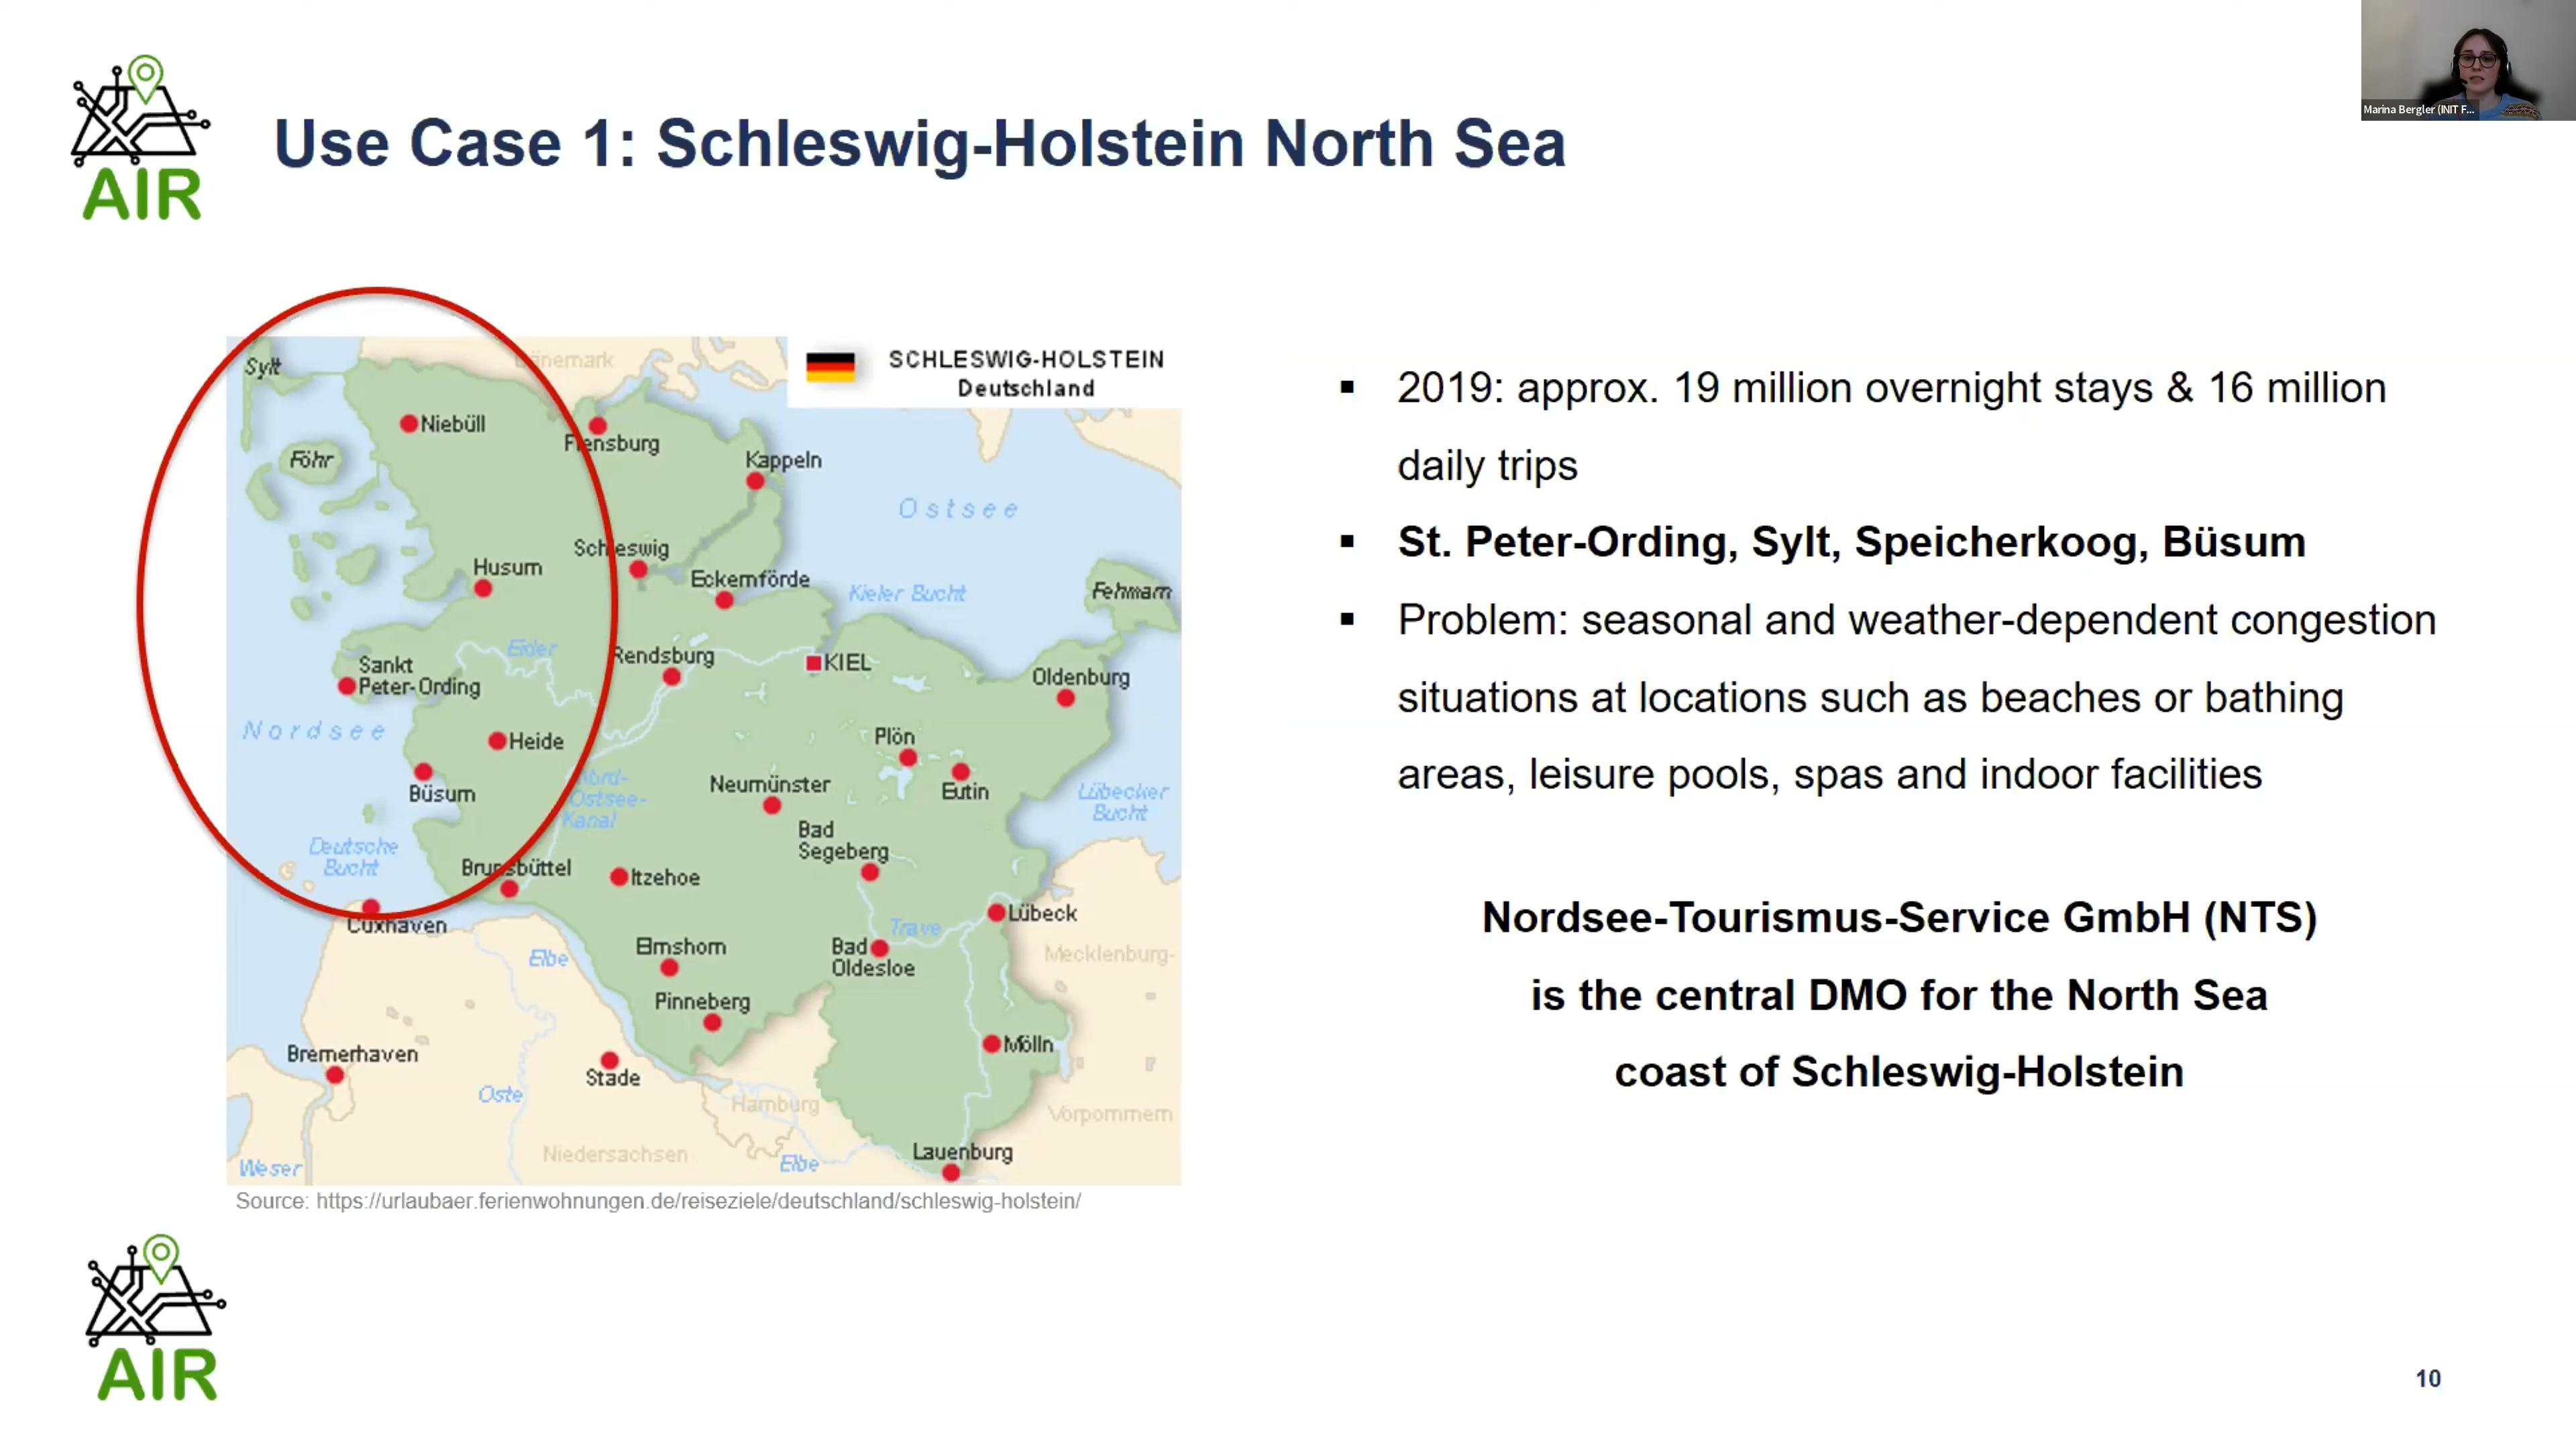 Marina Bergler (INIT F...
AIR
Use Case 1: Schleswig-Holstein North Sea
SCHLESWIG-HOLSTEIN
Deutschland
Sylt
Dänemark
Niebüll
Flensburg
Föhr
Kappeln
Ostsee
Schleswig
Husum
Eckernförde
Kieler Bucht
Fehmarn
Eider
Rendsburg
KIEL
Sankt
Peter-Ording
Oldenburg
Nordsee
Heide
Plön
Büsum
Nord-
Ostsee-
Kanal
Neumünster
Eutin
Lübecker
Bucht
Bad
Segeberg
Deutsche
Bucht
Brunsbüttel
Itzehoe
Cuxhaven
Lübeck
Trave
Elmshorn
Bad
Oldesloe
Mecklenburg-
Elbe
Pinneberg
Mölln
Bremerhaven
Stade
Oste
Hamburg
Vorpommern
Niedersachsen
Lauenburg
Weser
Elbe
Source: https://urlaubaer.ferienwohnungen.de/reiseziele/deutschland/schleswig-holstein/
▪ 2019: approx. 19 million overnight stays & 16 million
daily trips
▪ St. Peter-Ording, Sylt, Speicherkoog, Büsum
▪ Problem: seasonal and weather-dependent congestion
situations at locations such as beaches or bathing
areas, leisure pools, spas and indoor facilities
Nordsee-Tourismus-Service GmbH (NTS)
is the central DMO for the North Sea
coast of Schleswig-Holstein
AIR
10